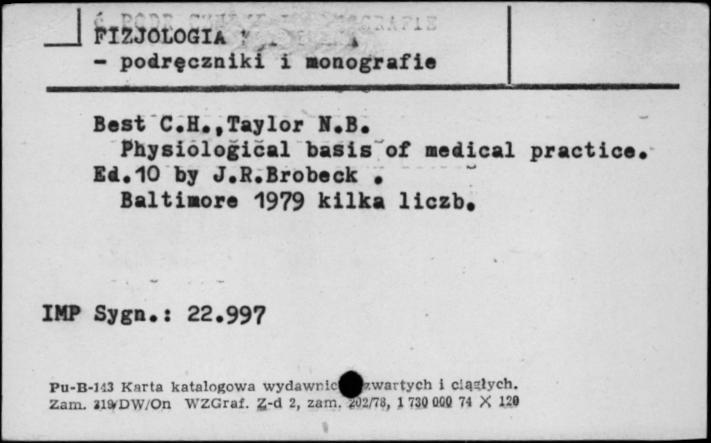 FIZJOLOGIA
- podręczniki i monografie
Best C.H.,Taylor N.B.
Physiological basis of medical practice.
Ed.10 by J.R.Brobeck .
Baltimore 1979 kilka liczb.
IMP Sygn.: 22.997
Pu-B-143 Karta katalogowa wydawnic zwartych i ciągłych.
Zam. 319/DW/On WZGraf. Z-d 2, zam. 202/78, 1 730 000 74 X 120